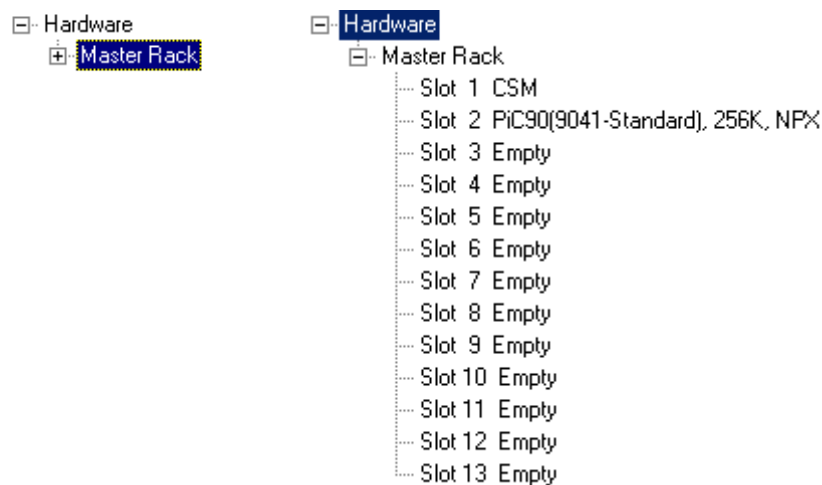 Hardware
Master Rack
Hardware
Master Rack
Slot 1 CSM
Slot 2 PiC90(9041-Standard), 256K, NPX
Slot 3 Empty
Slot 4 Empty
Slot 5 Empty
Slot 6 Empty
Slot 7 Empty
Slot 8 Empty
Slot 9 Empty
Slot 10 Empty
Slot 11 Empty
Slot 12 Empty
Slot 13 Empty